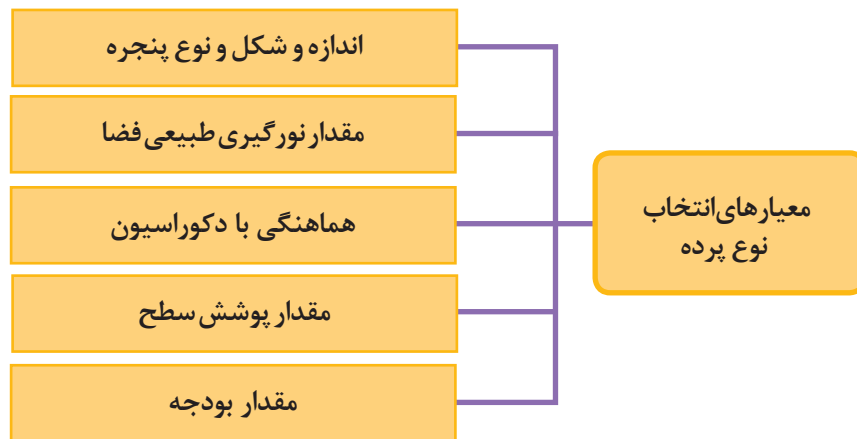 معیارهای انتخاب
نوع پرده
اندازه و شکل و نوع پنجره
مقدار نورگیری طبیعی فضا
هماهنگی با دکوراسیون
مقدار پوشش سطح
مقدار بودجه